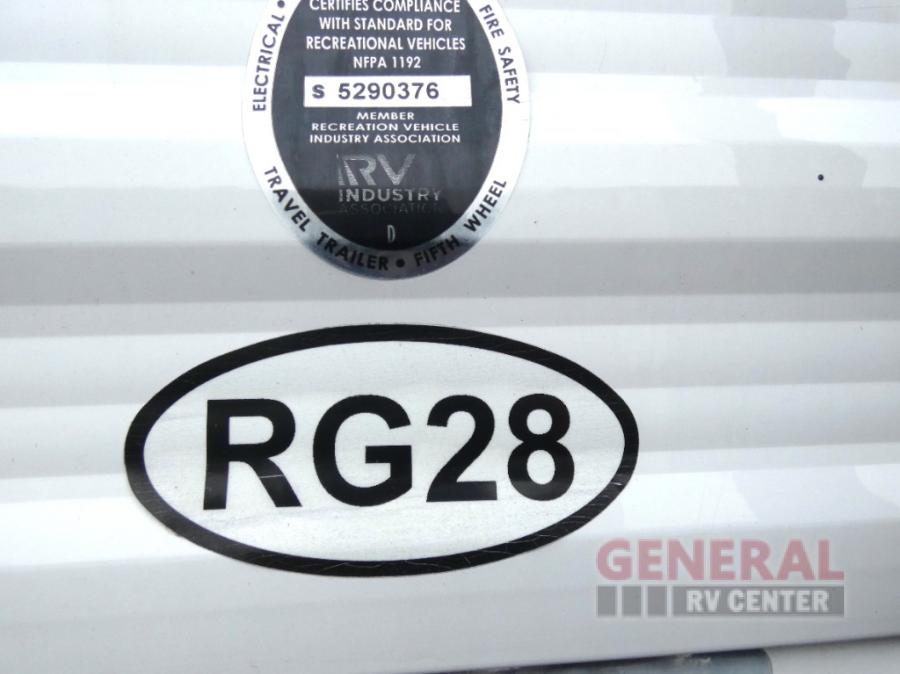 ELECTRICAL •
FIRE SAFETY
CERTIFIES COMPLIANCE
WITH STANDARD FOR
RECREATIONAL VEHICLES
NFPA 1192
S 5290376
MEMBER
RECREATION VEHICLE
INDUSTRY ASSOCIATION
RV
INDUSTRY
ASSOCIATION
D
TRAVEL TRAILER • FIFTH WHEEL
RG28
GENERAL
RV CENTER